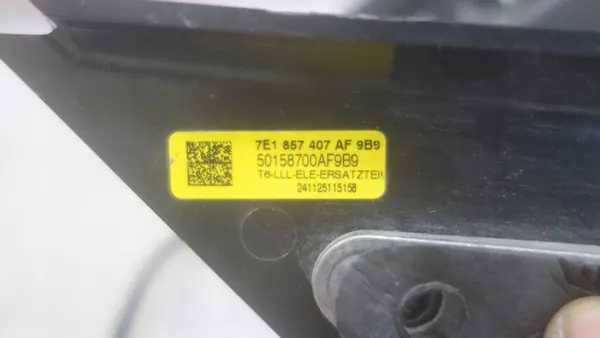 7E1 857 407 AF 9B9
50158700AF9B9
T6-LLL-ELE-ERSATZTEIL
241125115158